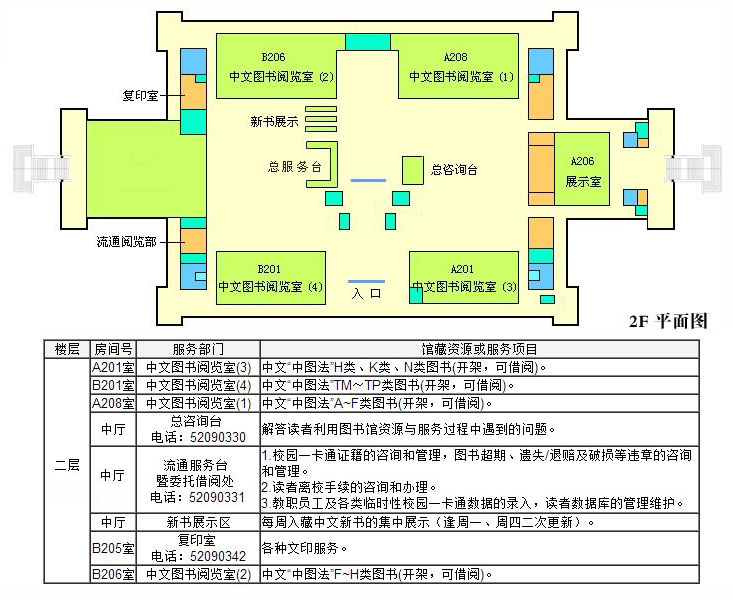 B206
中文图书阅览室 (2)
A208
中文图书阅览室 (1)
复印室
新书展示
总服务台
总咨询台
A206
展示室
流通阅览部
B201
中文图书阅览室 (4)
A201
中文图书阅览室 (3)
入 口
2F 平面图
楼层 房间号 服务部门 馆藏资源或服务项目
二层
A201室 中文图书阅览室(3) 中文“中图法”H类、K类、N类图书(开架，可借阅)。
B201室 中文图书阅览室(4) 中文“中图法”TM～TP类图书(开架，可借阅)。
A208室 中文图书阅览室(1) 中文“中图法”A~F类图书(开架，可借阅)。
中厅 总咨询台 解答读者利用图书馆资源与服务过程中遇到的问题。
电话：52090330
中厅 流通服务台
暨委托借阅处
电话：52090331
1.校园一卡通证籍的咨询和管理，图书超期、遗失/退赔及破损等违章的咨询
和管理。
2.读者离校手续的咨询和办理。
3.教职员工及各类临时性校园一卡通数据的录入，读者数据库的管理维护。
中厅 新书展示区 每周入藏中文新书的集中展示（逢周一、周四二次更新）。
B205室 复印室 各种文印服务。
电话：52090342
B206室 中文图书阅览室(2) 中文“中图法”F~H类图书(开架，可借阅)。